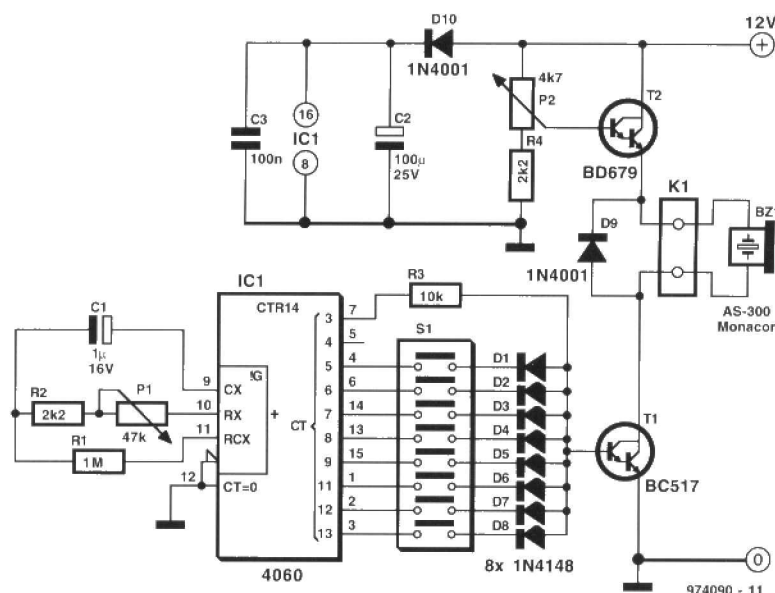 D10
12V
+
1N4001
4k7
P2
T2
C3
16
IC1
8
C2
100n
100µ
25V
R4
2k2
BD679
K1
D9
BZ1
1N4001
IC1
R3
10k
AS-300
Monacor
C1
1µ
16V
CTR14
3
7
4
5
S1
5
4
D1
!G
9
CX
6
6
D2
R2
2k2
P1
47k
10
RX
+
7
14
D3
11
RCX
CT
8
13
D4
T1
R1
1M
9
15
D5
12
CT=0
11
1
D6
BC517
12
2
D7
13
3
D8
4060
8x 1N4148
0
974090 - 11